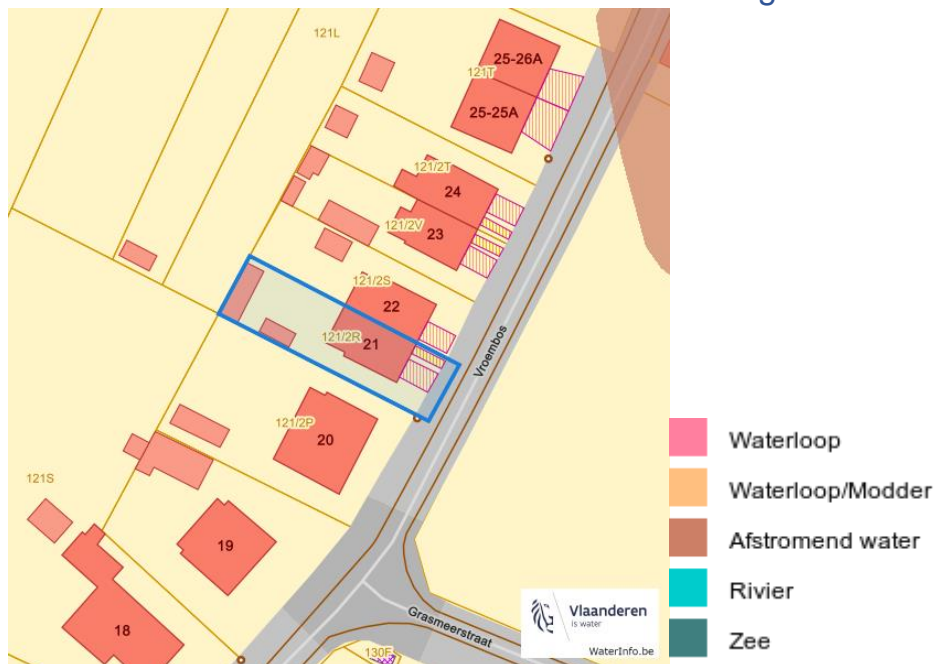 g
121L
25-26A
121T
25-25A
121/2T
24
121/2V
23
121/2S
22
121/2R
21
Vroembos
121/2P
20
121S
19
18
Grasmeerstraat
130F
Vlaanderen
is water
WaterInfo.be
Waterloop
Waterloop/Modder
Afstromend water
Rivier
Zee